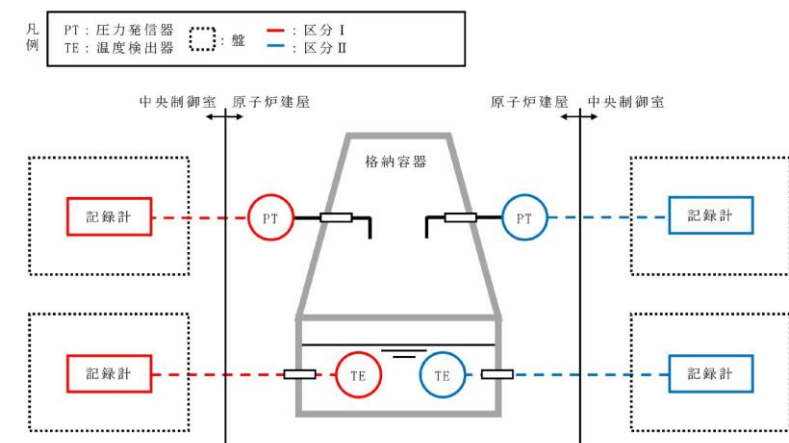 凡例
PT：圧力発信器
TE：温度検出器
：盤
：区分Ⅰ
：区分Ⅱ
中央制御室
原子炉建屋
原子炉建屋
中央制御室
格納容器
記録計
PT
PT
記録計
記録計
TE
TE
記録計